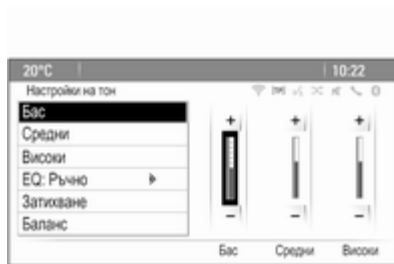 20°C 10:22
Настройки на тон
Бас
Средни
Високи
EQ: Ръчно
Затихване
Баланс
+ + +
− − −
Бас Средни Високи